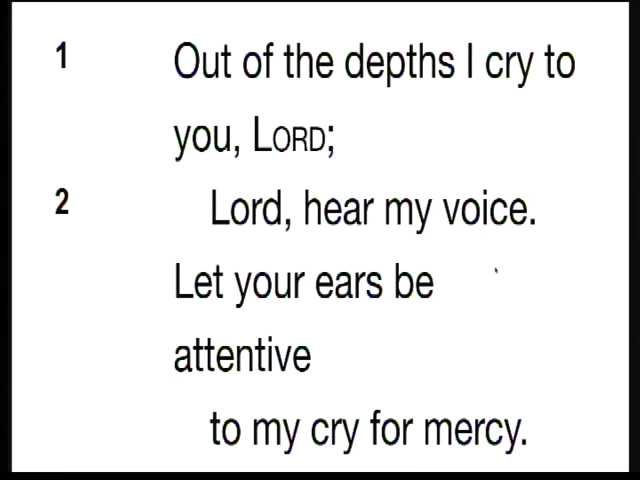 1 Out of the depths I cry to
you, LORD;
2 Lord, hear my voice.
Let your ears be
attentive
to my cry for mercy.